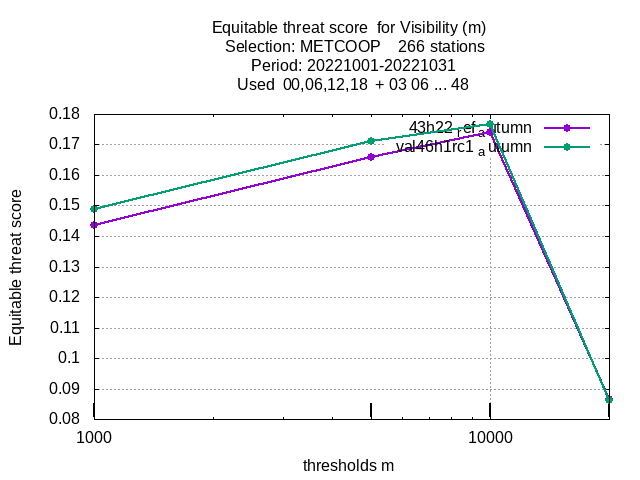 Equitable threat score  for Visibility (m)
Selection: METCOOP    266 stations
Period: 20221001-20221031
Used  00,06,12,18  + 03 06 ... 48
0.18
0.17
0.16
0.15
0.14
0.13
0.12
0.11
0.1
0.09
0.08
Equitable threat score
43h22_ref_autumn
val46h1rc1_autumn
1000
10000
thresholds m